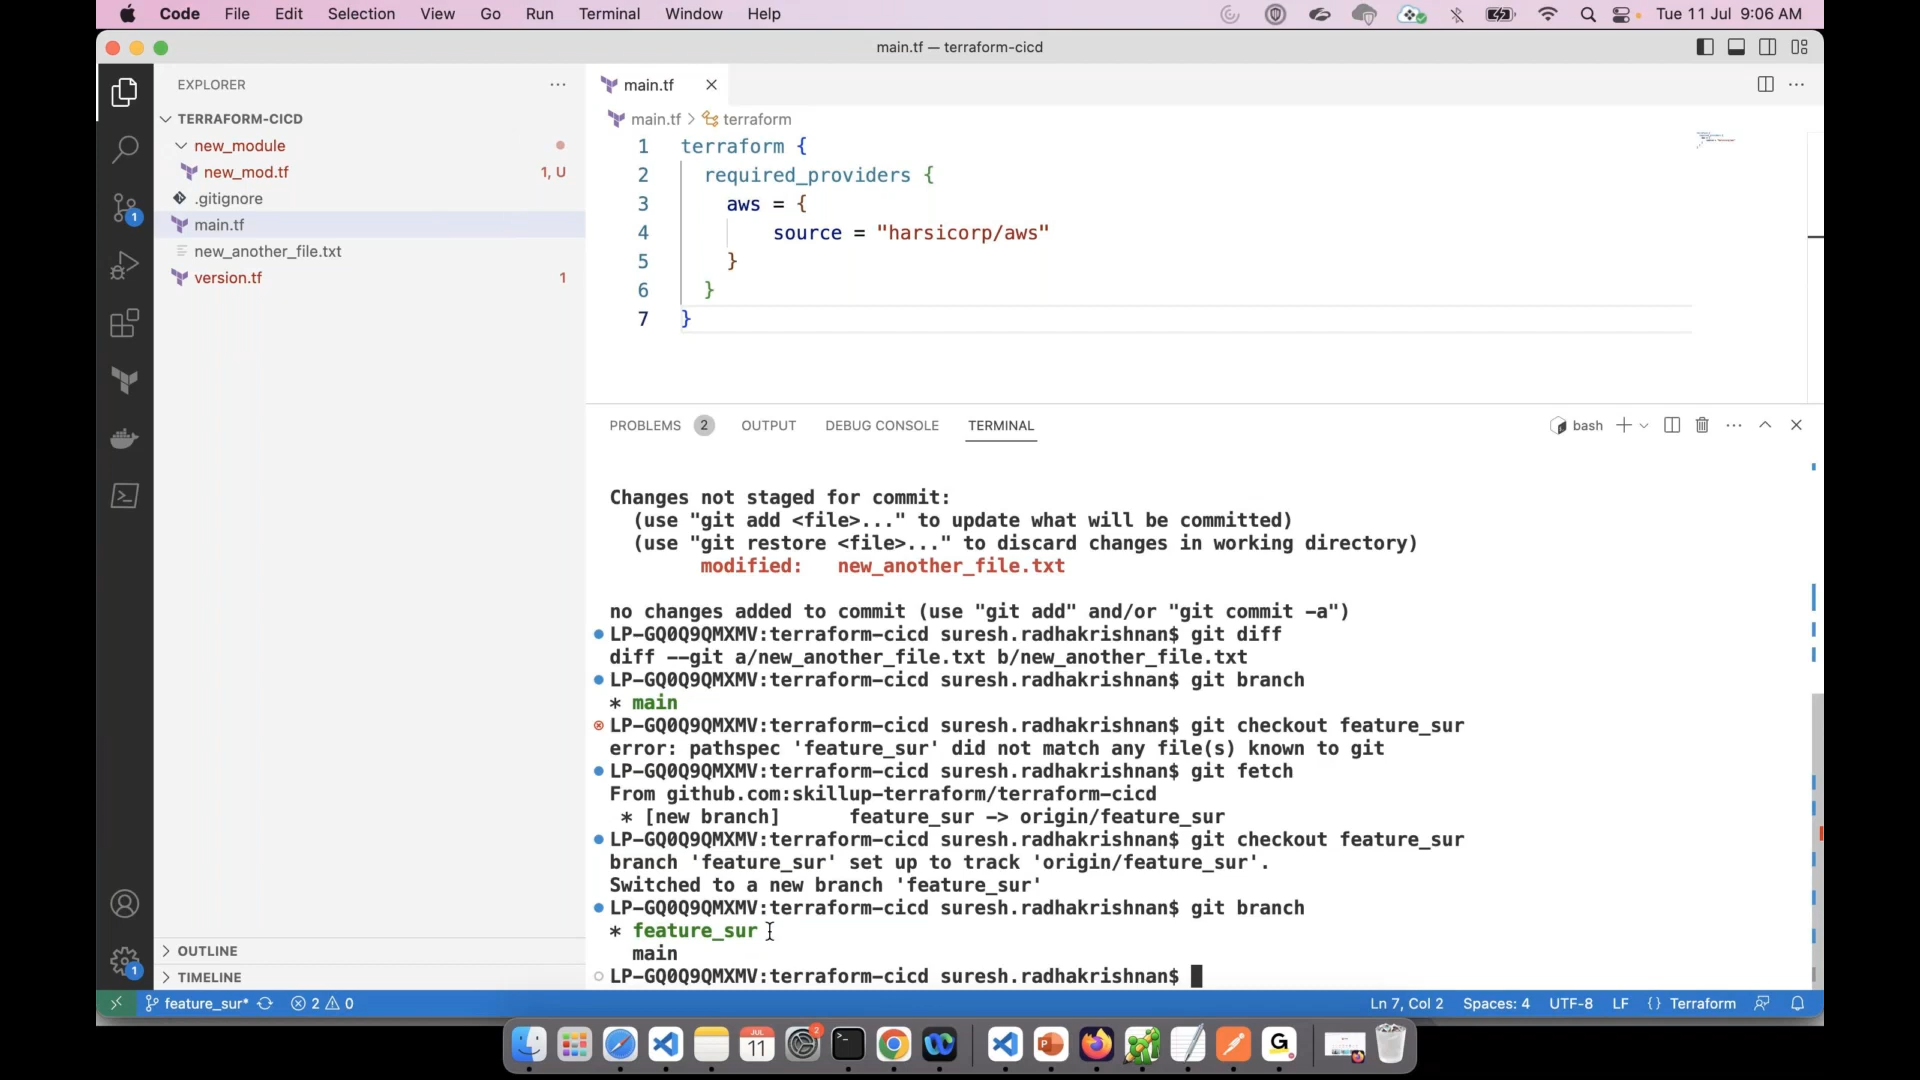 Code File Edit Selection View Go Run Terminal Window Help
Tue 11 Jul 9:06 AM
main.tf — terraform-cicd
EXPLORER
TERRAFORM-CICD
new_module
new_mod.tf 1, U
.gitignore
main.tf
new_another_file.txt
version.tf 1
OUTLINE
TIMELINE
1
1
main.tf
main.tf > terraform
1 terraform {
2 required_providers {
3 aws = {
4 source = "harsicorp/aws"
5 }
6 }
7 }
PROBLEMS 2 OUTPUT DEBUG CONSOLE TERMINAL
bash
Changes not staged for commit:
(use "git add <file>..." to update what will be committed)
(use "git restore <file>..." to discard changes in working directory)
modified: new_another_file.txt
no changes added to commit (use "git add" and/or "git commit -a")
LP-GQ0Q9QMXMV:terraform-cicd suresh.radhakrishnan$ git diff
diff --git a/new_another_file.txt b/new_another_file.txt
LP-GQ0Q9QMXMV:terraform-cicd suresh.radhakrishnan$ git branch
* main
LP-GQ0Q9QMXMV:terraform-cicd suresh.radhakrishnan$ git checkout feature_sur
error: pathspec 'feature_sur' did not match any file(s) known to git
LP-GQ0Q9QMXMV:terraform-cicd suresh.radhakrishnan$ git fetch
From github.com:skillup-terraform/terraform-cicd
* [new branch] feature_sur -> origin/feature_sur
LP-GQ0Q9QMXMV:terraform-cicd suresh.radhakrishnan$ git checkout feature_sur
branch 'feature_sur' set up to track 'origin/feature_sur'.
Switched to a new branch 'feature_sur'
LP-GQ0Q9QMXMV:terraform-cicd suresh.radhakrishnan$ git branch
* feature_sur
main
LP-GQ0Q9QMXMV:terraform-cicd suresh.radhakrishnan$
feature_sur* 2 0
Ln 7, Col 2 Spaces: 4 UTF-8 LF {} Terraform
JUL
11
2